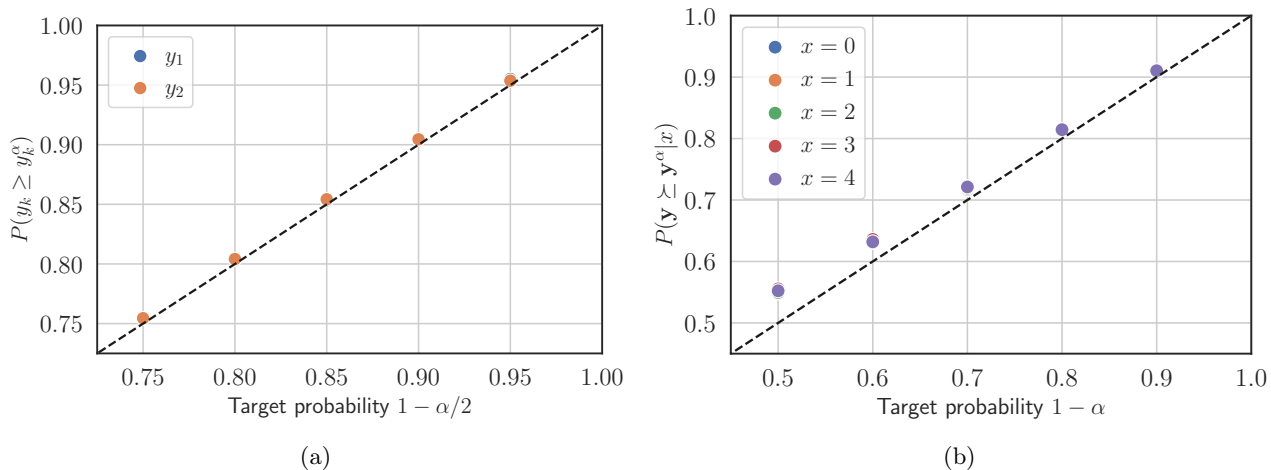 1.00
0.95
0.90
0.85
0.80
0.75
P(y_k ≥ y_k^α)
y_1
y_2
0.75 0.80 0.85 0.90 0.95 1.00
Target probability 1 − α/2
(a)
1.0
0.9
0.8
0.7
0.6
0.5
P(𝐲 ⪰ 𝐲^α|x)
x = 0
x = 1
x = 2
x = 3
x = 4
0.5 0.6 0.7 0.8 0.9 1.0
Target probability 1 − α
(b)